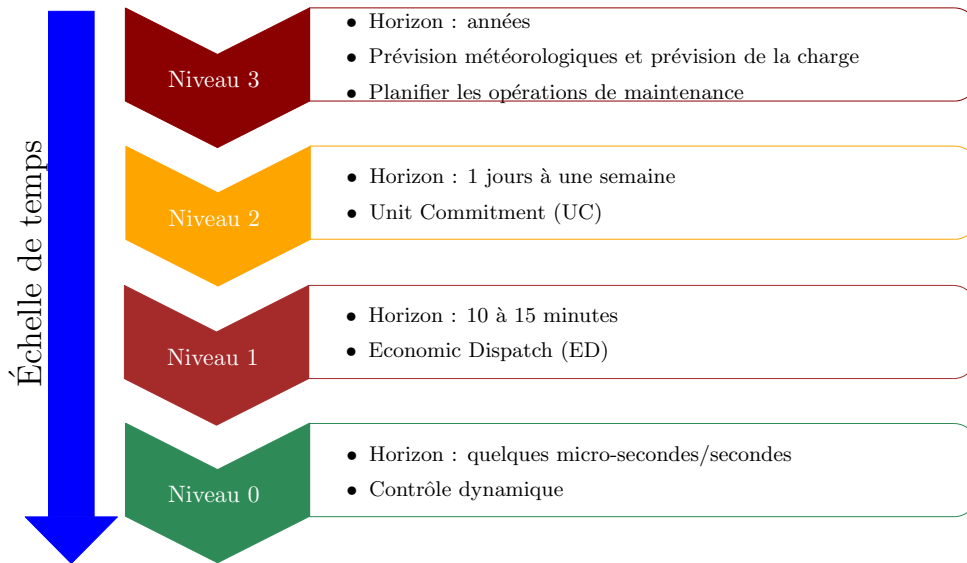 Échelle de temps
Niveau 3
• Horizon : années
• Prévision météorologiques et prévision de la charge
• Planifier les opérations de maintenance
Niveau 2
• Horizon : 1 jours à une semaine
• Unit Commitment (UC)
Niveau 1
• Horizon : 10 à 15 minutes
• Economic Dispatch (ED)
Niveau 0
• Horizon : quelques micro-secondes/secondes
• Contrôle dynamique